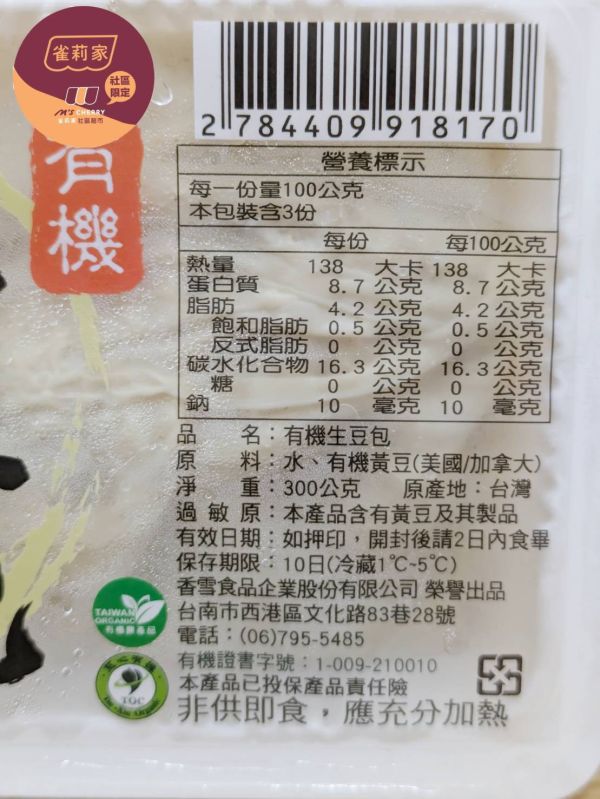 雀莉家
社區
限定
M's CHERRY
雀莉家 社區超市
有機
2 784409 918170
營養標示
每一份量100公克
本包裝含3份
每份 每100公克
熱量 138 大卡 138 大卡
蛋白質 8.7 公克 8.7 公克
脂肪 4.2 公克 4.2 公克
飽和脂肪 0.5 公克 0.5 公克
反式脂肪 0 公克 0 公克
碳水化合物 16.3 公克 16.3 公克
糖 0 公克 0 公克
鈉 10 毫克 10 毫克
品 名：有機生豆包
原 料：水、有機黃豆(美國/加拿大)
淨 重：300公克 原產地：台灣
過 敏 原：本產品含有黃豆及其製品
有效日期：如押印，開封後請2日內食畢
保存期限：10日(冷藏1℃~5℃)
香雪食品企業股份有限公司 榮譽出品
台南市西港區文化路83巷28號
電話：(06)795-5485
有機證書字號：1-009-210010
本產品已投保產品責任險
非供即食，應充分加熱
TAIWAN
ORGANIC
有機農產品
TOC